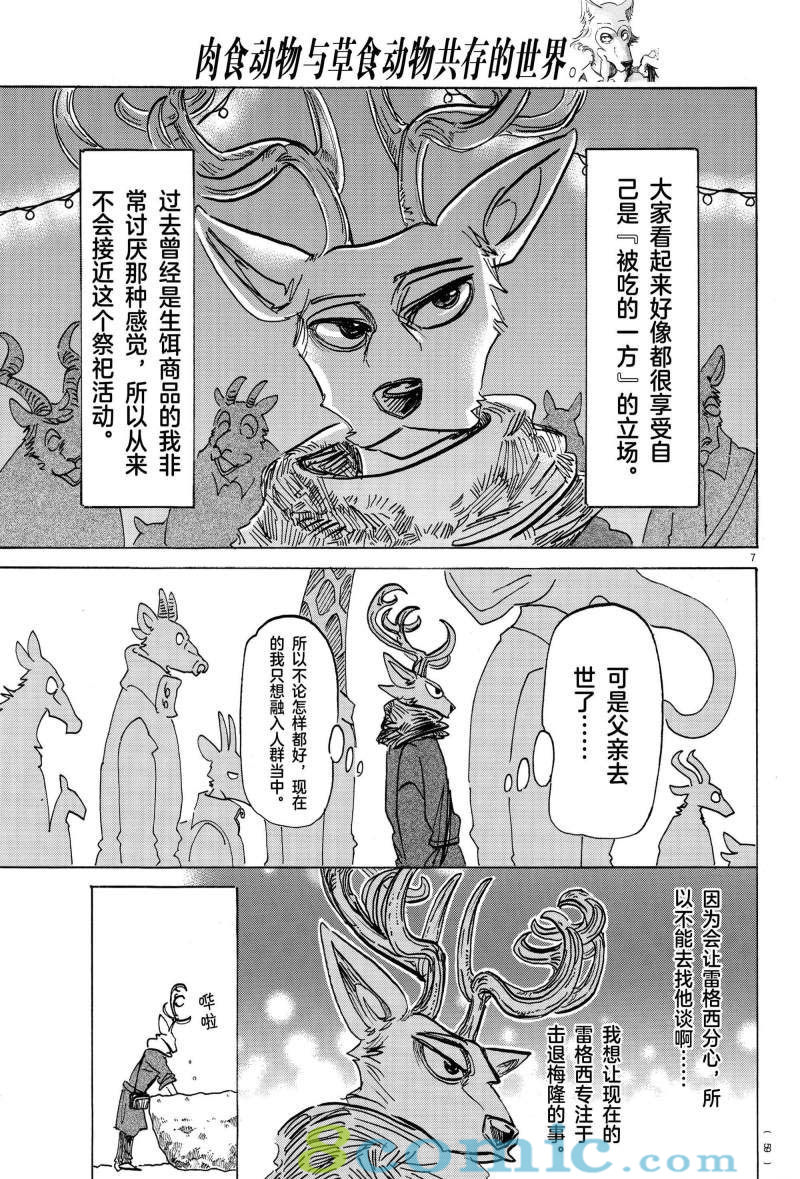 肉食动物与草食动物共存的世界
大家看起来好像都很享受自
己是『被吃的一方』的立场。
过去曾经是生饵商品的我非
常讨厌那种感觉，所以从来
不会接近这个祭祀活动。
7
可是父亲去
世了……
所以不论怎样都好，现在
的我只想融入人群当中。
因为会让雷格西分心，所
以不能去找他谈啊……
我想让现在的
雷格西专注于
击退梅隆的事。
哗啦
( 59 )
8comic.com